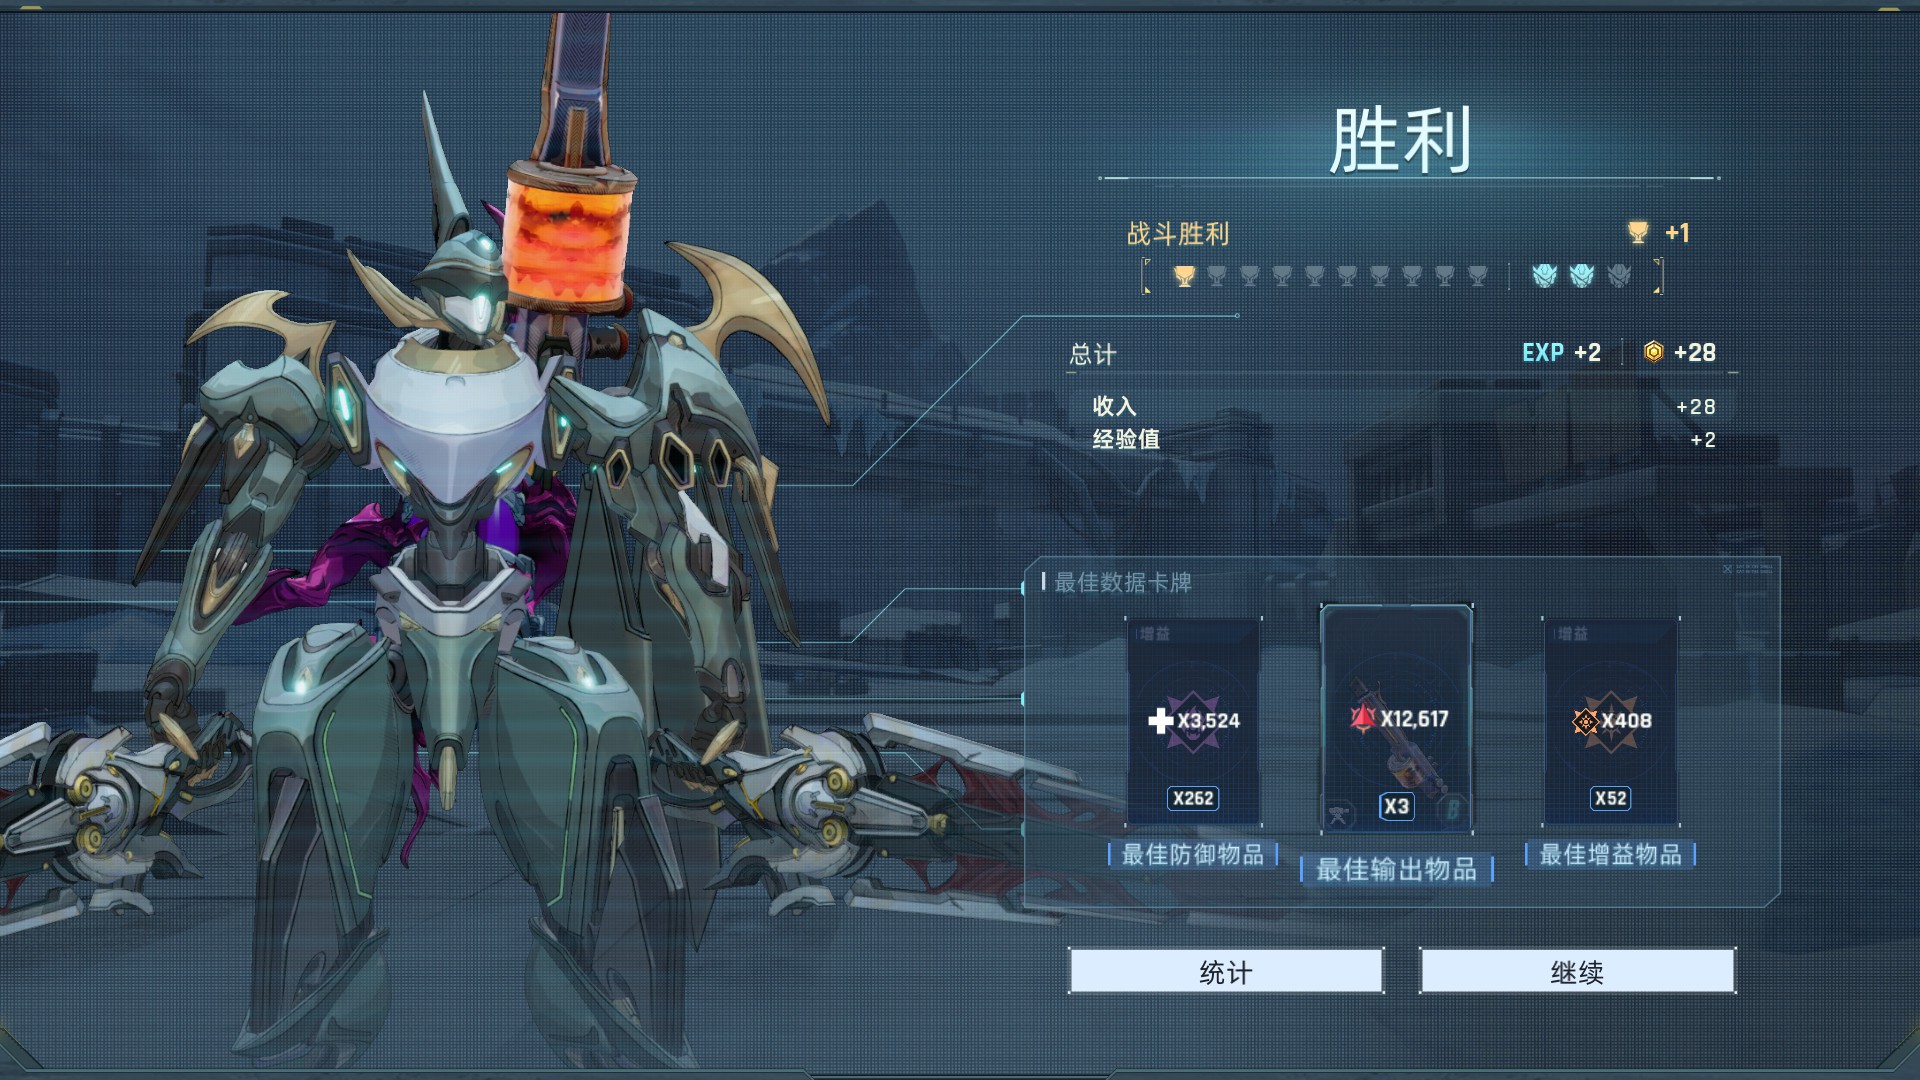 胜利
战斗胜利 +1
总计 EXP +2 +28
收入 +28
经验值 +2
最佳数据卡牌
增益
X3,524
X262
最佳防御物品
X12,617
X3
B
最佳输出物品
增益
X408
X52
最佳增益物品
统计
继续